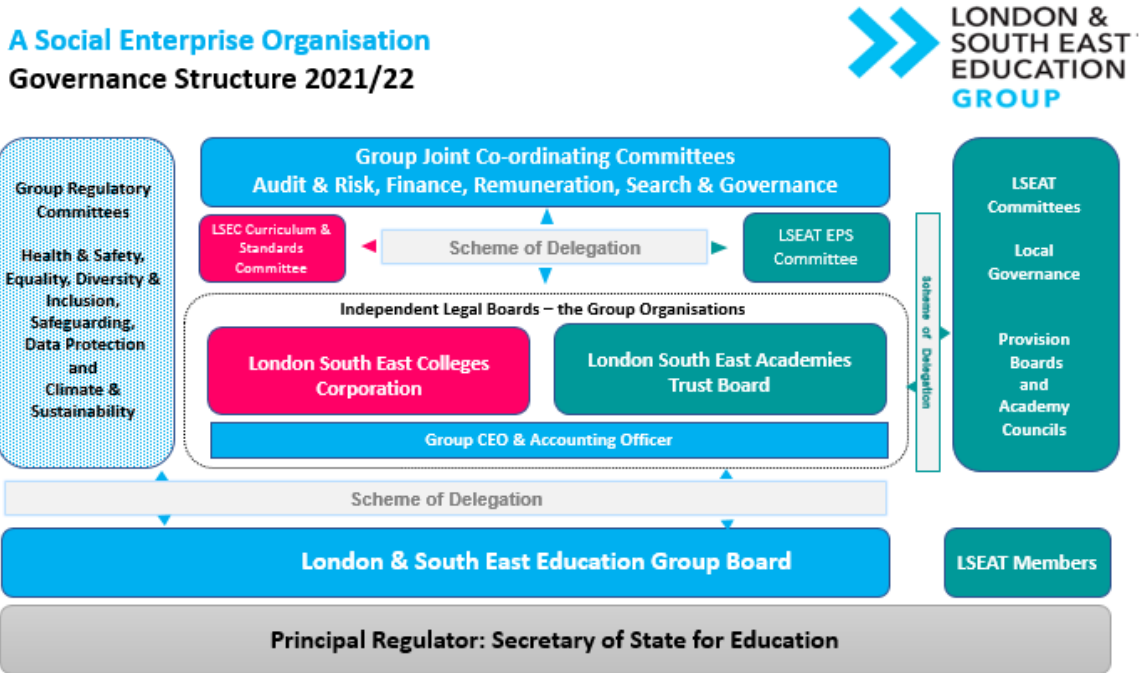 A Social Enterprise Organisation
Governance Structure 2021/22
LONDON &
SOUTH EAST
EDUCATION
GROUP
Group Regulatory
Committees
Health & Safety,
Equality, Diversity &
Inclusion,
Safeguarding,
Data Protection
and
Climate &
Sustainability
Group Joint Co-ordinating Committees
Audit & Risk, Finance, Remuneration, Search & Governance
LSEC Curriculum &
Standards
Committee
Scheme of Delegation
LSEAT EPS
Committee
Independent Legal Boards – the Group Organisations
London South East Colleges
Corporation
London South East Academies
Trust Board
Group CEO & Accounting Officer
Scheme of Delegation
LSEAT
Committees
Local
Governance
Provision
Boards
and
Academy
Councils
Scheme of Delegation
London & South East Education Group Board
LSEAT Members
Principal Regulator: Secretary of State for Education